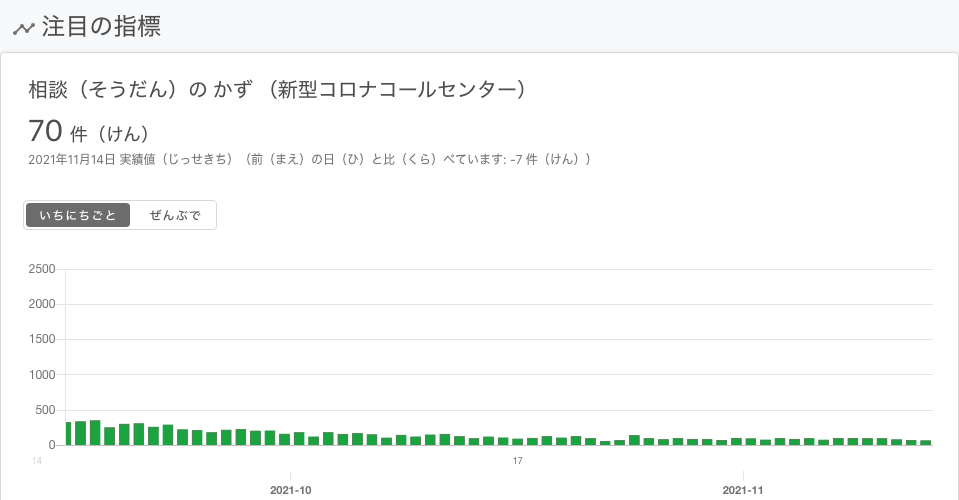 注目の指標
相談（そうだん）の かず （新型コロナコールセンター）
70 件（けん）
2021年11月14日 実績値（じっせきち）（前（まえ）の日（ひ）と比（くら）べています: -7 件（けん））
いちにちごと ぜんぶで
2500
2000
1500
1000
500
0
14 17
2021-10 2021-11